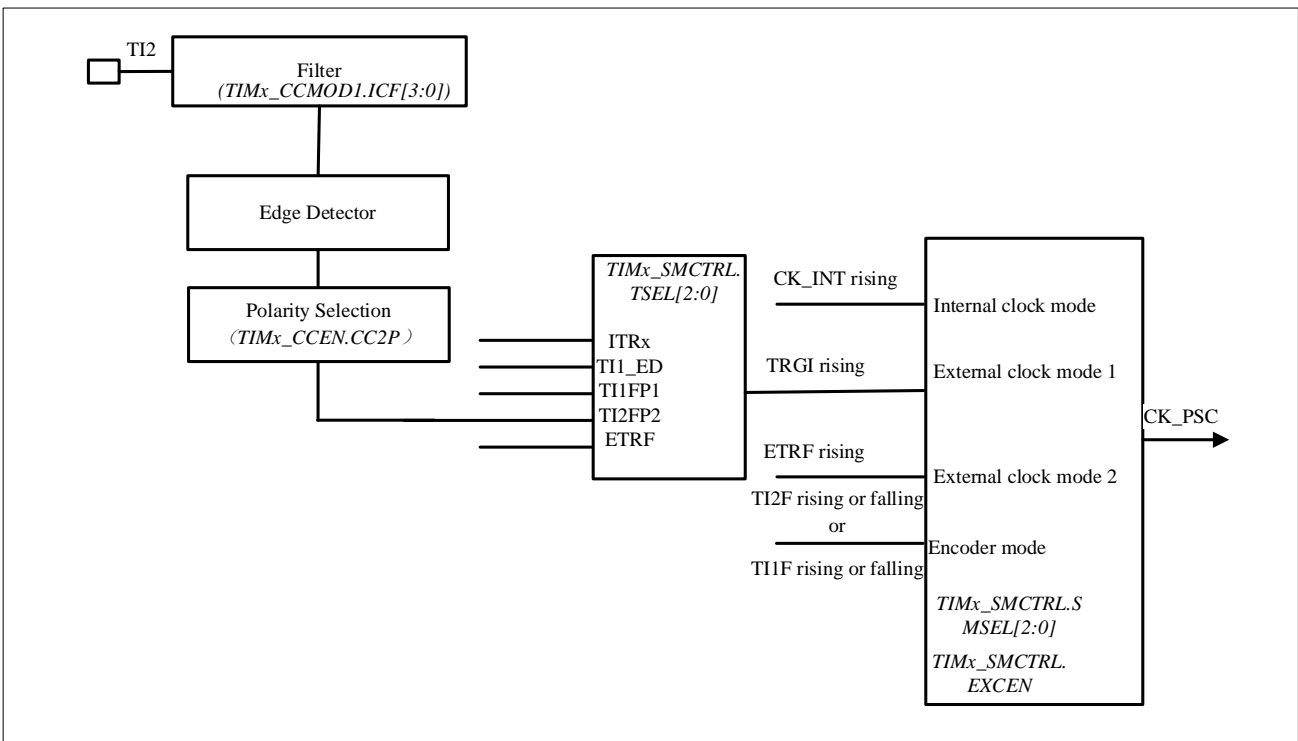 TI2
Filter
(TIMx_CCMOD1.ICF[3:0])
Edge Detector
Polarity Selection
（TIMx_CCEN.CC2P）
TIMx_SMCTRL.
TSEL[2:0]
ITRx
TI1_ED
TI1FP1
TI2FP2
ETRF
CK_INT rising
TRGI rising
ETRF rising
TI2F rising or falling
or
TI1F rising or falling
Internal clock mode
External clock mode 1
External clock mode 2
Encoder mode
TIMx_SMCTRL.S
MSEL[2:0]
TIMx_SMCTRL.
EXCEN
CK_PSC